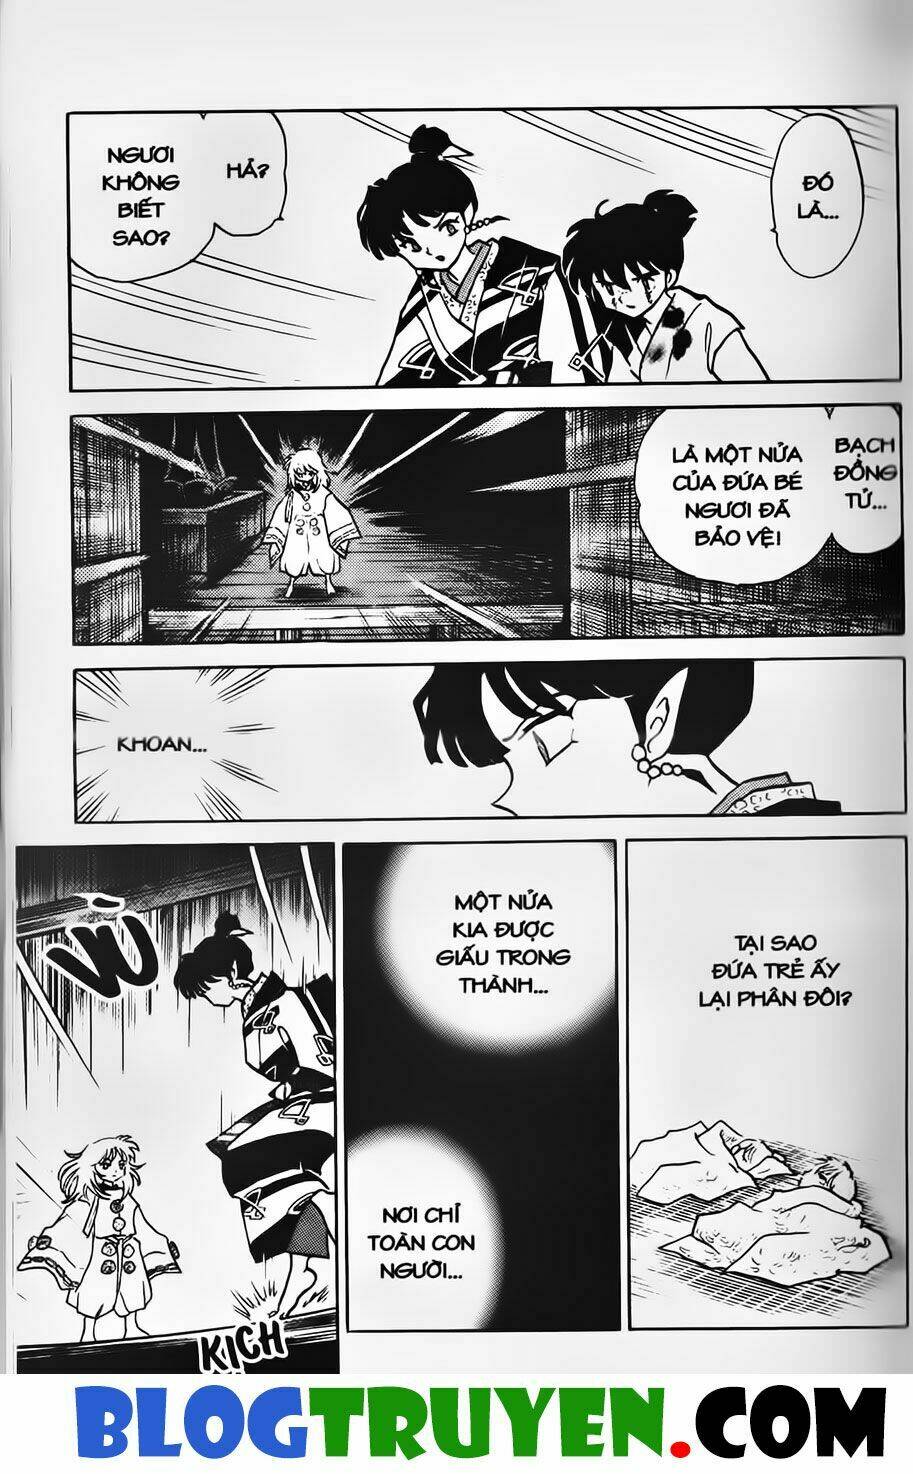 ĐÓ
LÀ...
HẢ?
NGƯƠI
KHÔNG
BIẾT
SAO?
BẠCH
ĐỒNG
TỬ...
LÀ MỘT NỬA
CỦA ĐỨA BÉ
NGƯƠI ĐÃ
BẢO VỆ!
KHOAN...
TẠI SAO
ĐỨA TRẺ ẤY
LẠI PHÂN ĐÔI?
MỘT NỬA
KIA ĐƯỢC
GIẤU TRONG
THÀNH...
NƠI CHỈ
TOÀN CON
NGƯỜI...
VÙ
KỊCH
BLOGTRUYEN.COM